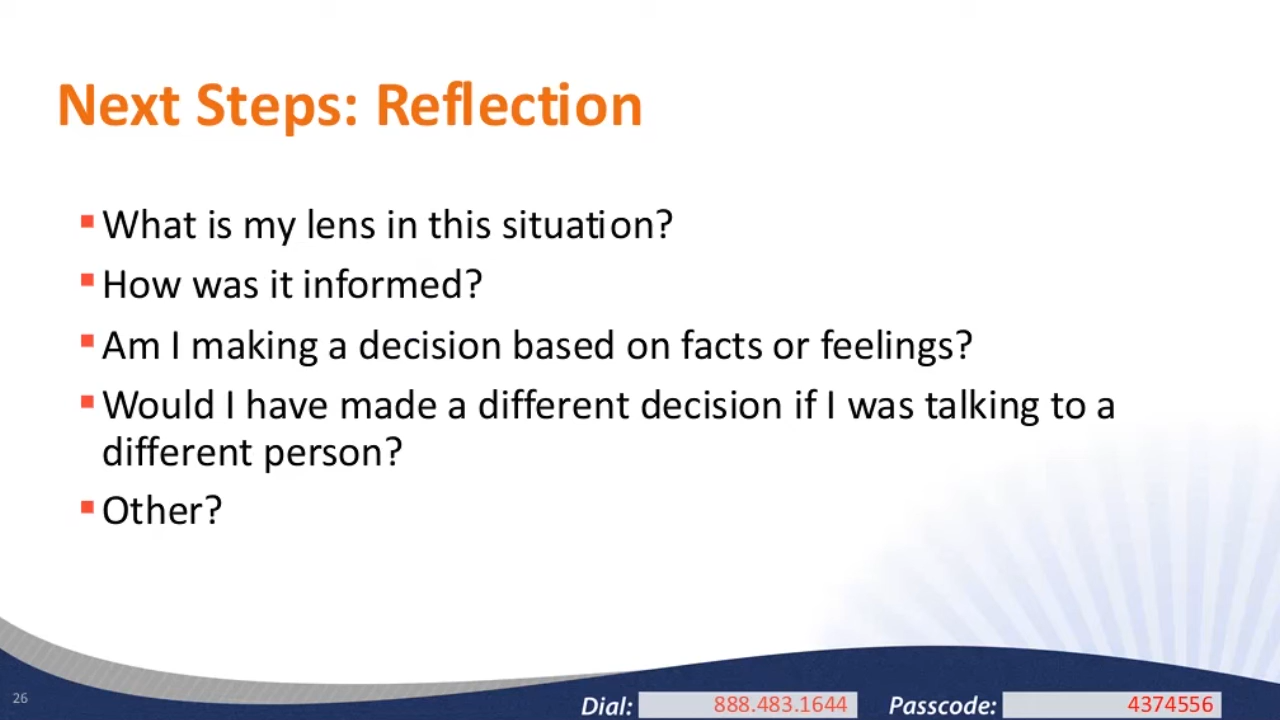 Next Steps: Reflection
What is my lens in this situation?
How was it informed?
Am I making a decision based on facts or feelings?
Would I have made a different decision if I was talking to a
different person?
Other?
26
Dial: 888.483.1644 Passcode: 4374556